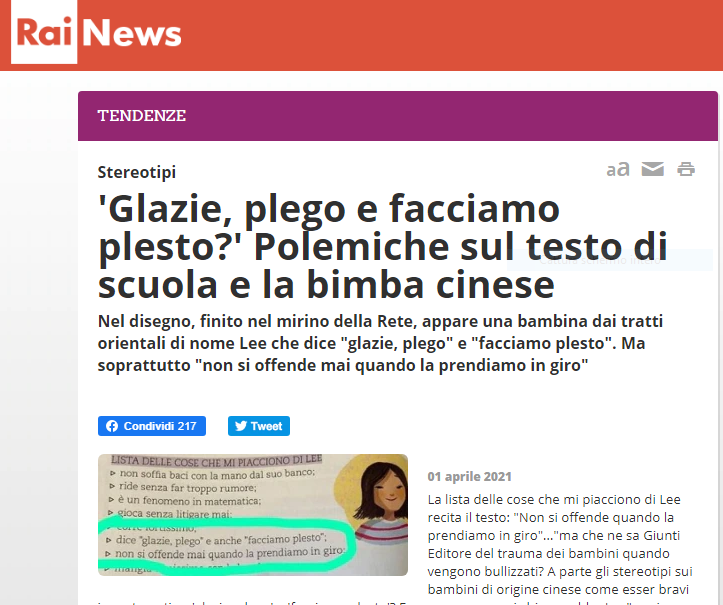 Rai News
TENDENZE
Stereotipi
aa
'Glazie, plego e facciamo
plesto?' Polemiche sul testo di
scuola e la bimba cinese
Nel disegno, finito nel mirino della Rete, appare una bambina dai tratti
orientali di nome Lee che dice "glazie, plego" e "facciamo plesto". Ma
soprattutto "non si offende mai quando la prendiamo in giro"
Condividi 217
Tweet
LISTA DELLE COSE CHE MI PIACCIONO DI LEE
▹ non soffia baci con la mano dal suo banco;
▹ ride senza far troppo rumore;
▹ è un fenomeno in matematica;
▹ gioca senza litigare mai;
corre fortissimo;
▹ dice "glazie, plego" e anche "facciamo plesto";
▹ non si offende mai quando la prendiamo in giro;
01 aprile 2021
La lista delle cose che mi piacciono di Lee
recita il testo: "Non si offende quando la
prendiamo in giro"..."ma che ne sa Giunti
Editore del trauma dei bambini quando
vengono bullizzati? A parte gli stereotipi sui
bambini di origine cinese come esser bravi